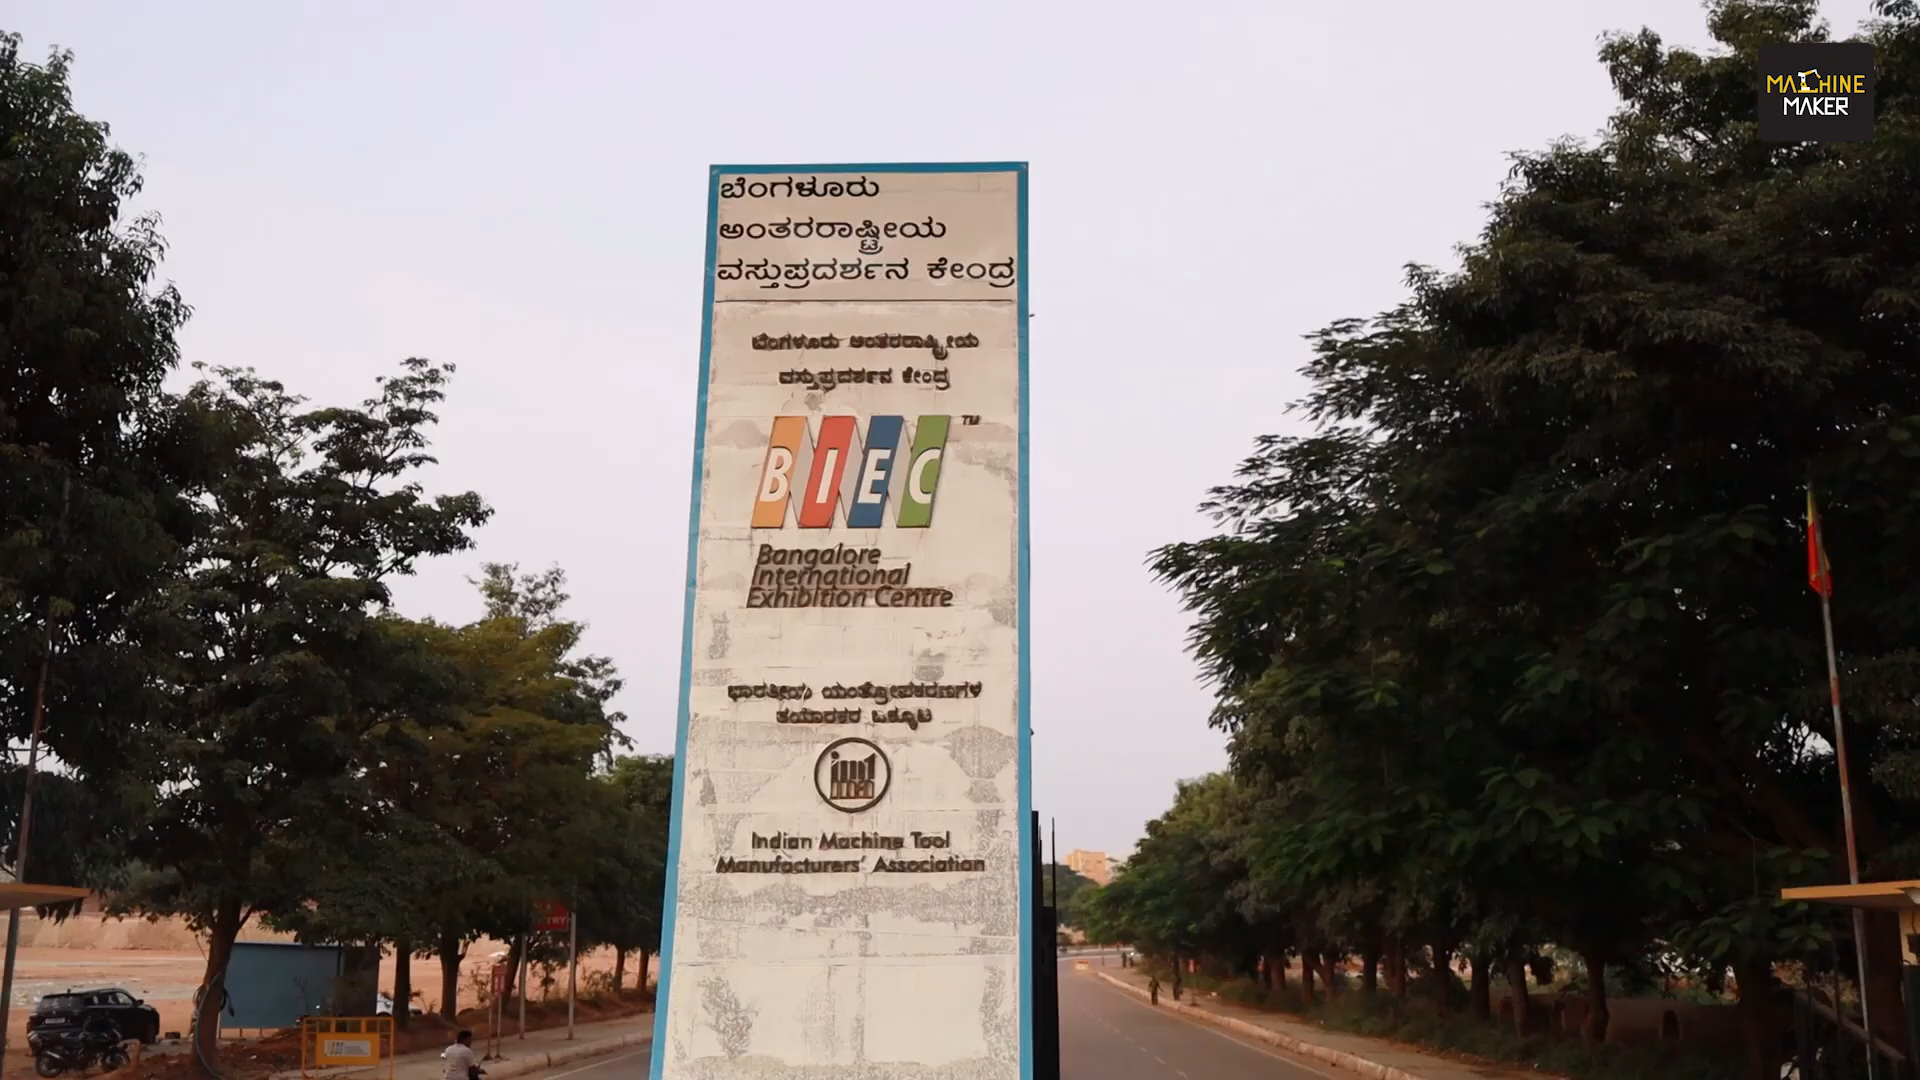 MACHINE
MAKER
ಬೆಂಗಳೂರು
ಅಂತರರಾಷ್ಟ್ರೀಯ
ವಸ್ತುಪ್ರದರ್ಶನ ಕೇಂದ್ರ
ಬೆಂಗಳೂರು ಅಂತರರಾಷ್ಟ್ರೀಯ
ವಸ್ತುಪ್ರದರ್ಶನ ಕೇಂದ್ರ
BIEC TM
Bangalore
International
Exhibition Centre
ಭಾರತೀಯ ಯಂತ್ರೋಪಕರಣಗಳ
ತಯಾರಕರ ಒಕ್ಕೂಟ
Indian Machine Tool
Manufacturers' Association